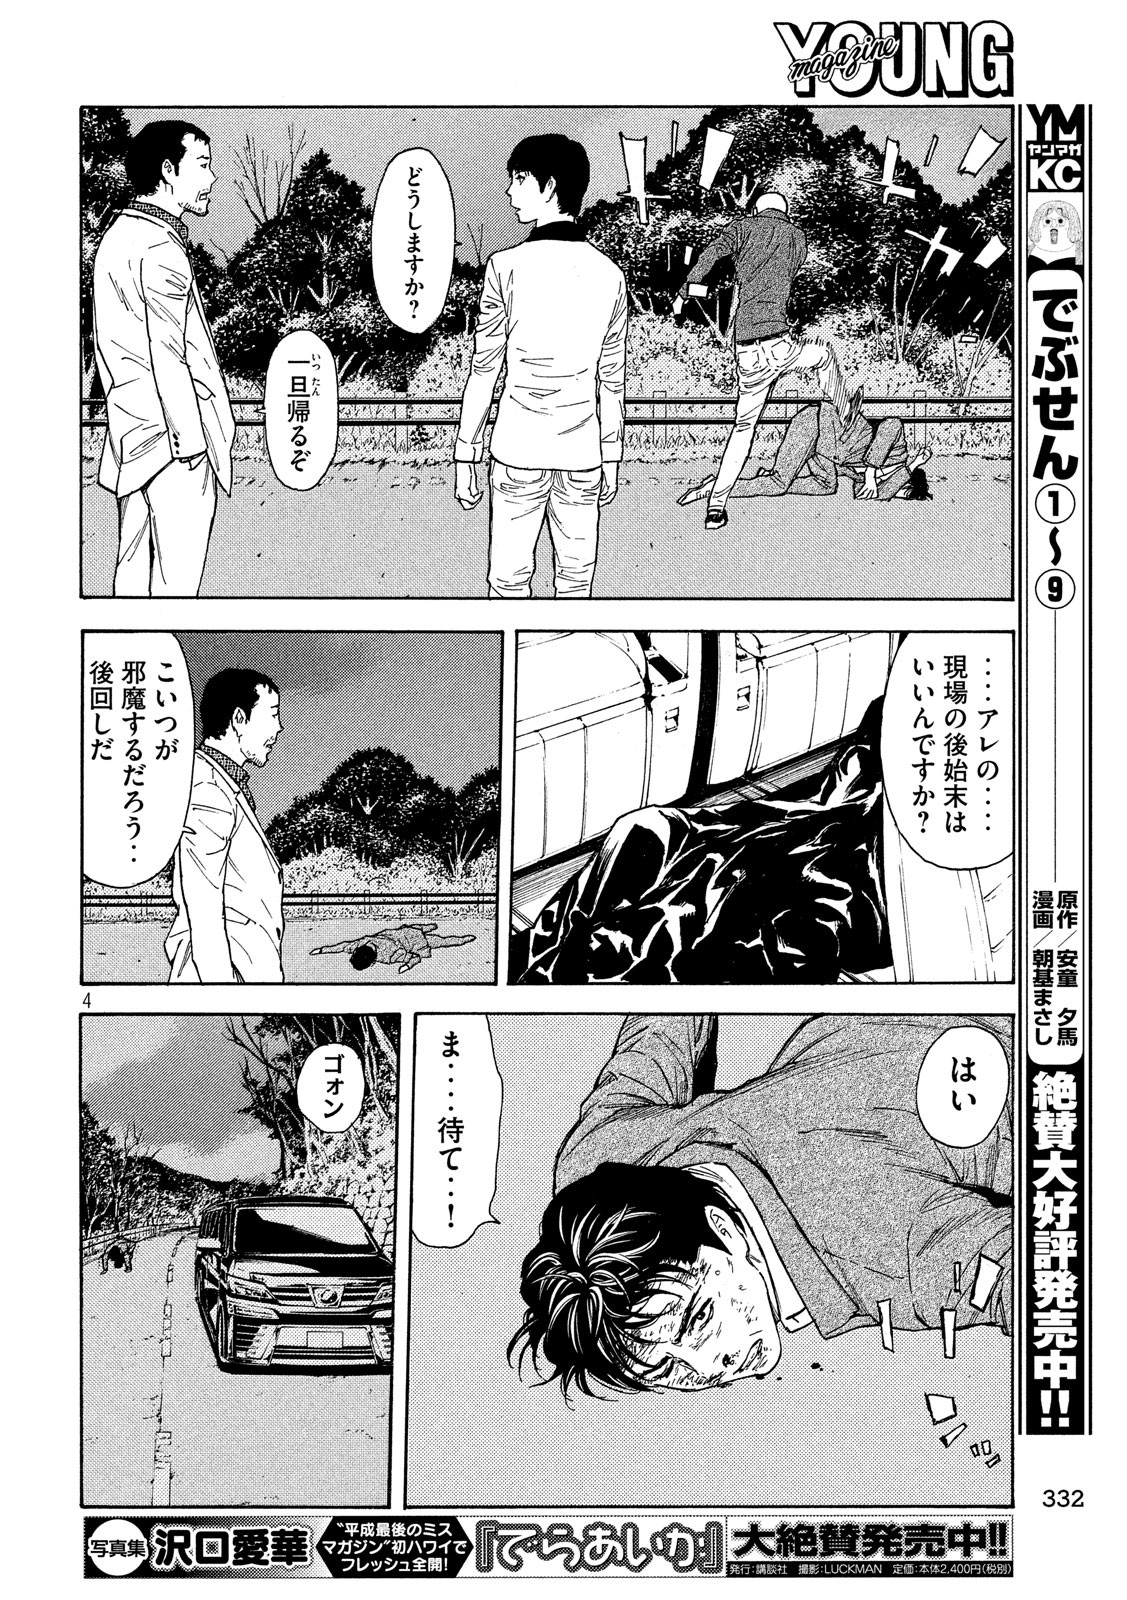 YOUNG
magazine
どうしますか?
一旦帰るぞ
いったん
‥‥アレの‥‥
現場の後始末は
いいんですか?
こいつが
邪魔するだろう‥
後回しだ
4
はい
ま‥‥待て‥‥!
ゴォン
YM
ヤンマガ
KC
でぶせん①〜⑨
原作/安童夕馬
漫画/朝基まさし
絶賛大好評発売中!!
332
写真集
沢口愛華
"平成最後のミス
マガジン"初ハワイで
フレッシュ全開!
『でらあいか』
大絶賛発売中!!
発行:講談社 撮影:LUCKMAN 定価:本体2,400円(税別)